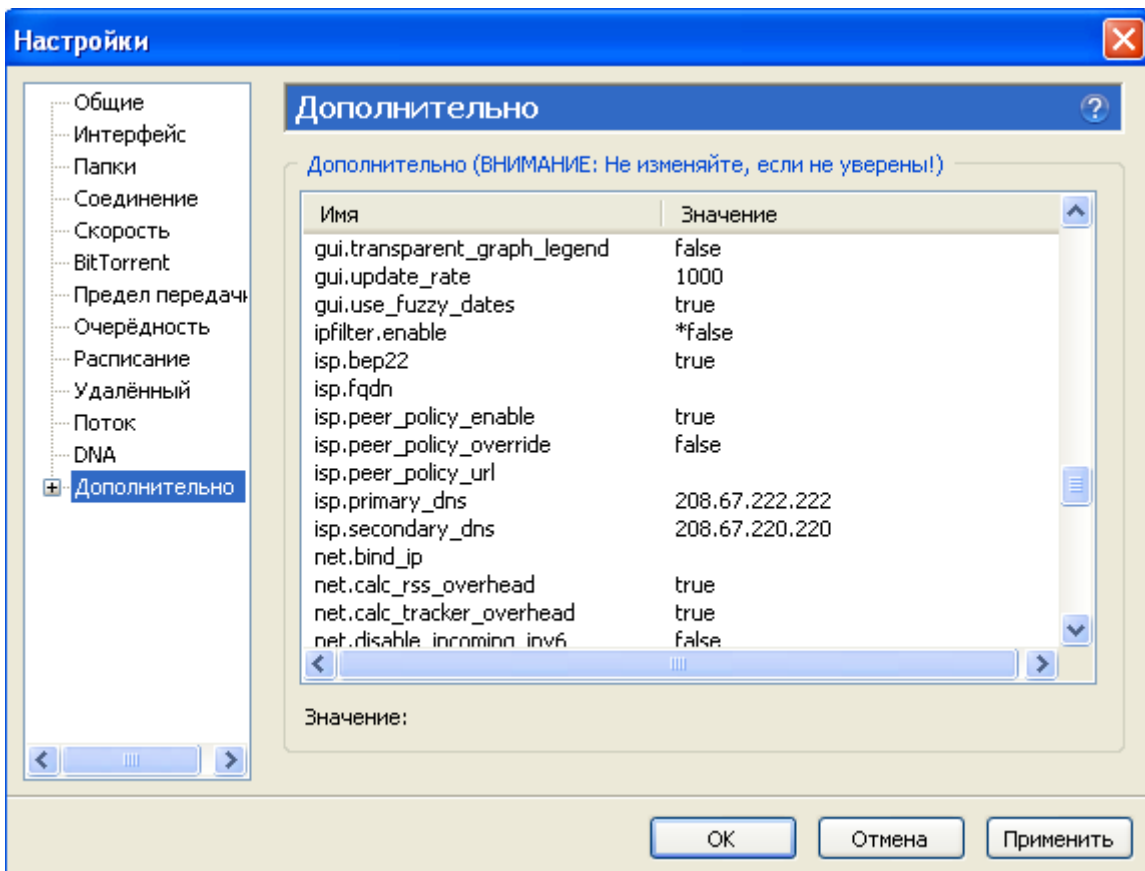 Настройки
Общие
Интерфейс
Папки
Соединение
Скорость
BitTorrent
Предел передачи
Очерёдность
Расписание
Удалённый
Поток
DNA
Дополнительно
Дополнительно
Дополнительно (ВНИМАНИЕ: Не изменяйте, если не уверены!)
Имя Значение
gui.transparent_graph_legend false
gui.update_rate 1000
gui.use_fuzzy_dates true
ipfilter.enable *false
isp.bep22 true
isp.fqdn
isp.peer_policy_enable true
isp.peer_policy_override false
isp.peer_policy_url
isp.primary_dns 208.67.222.222
isp.secondary_dns 208.67.220.220
net.bind_ip
net.calc_rss_overhead true
net.calc_tracker_overhead true
net.disable_incoming_ipv6 false
Значение:
OK Отмена Применить